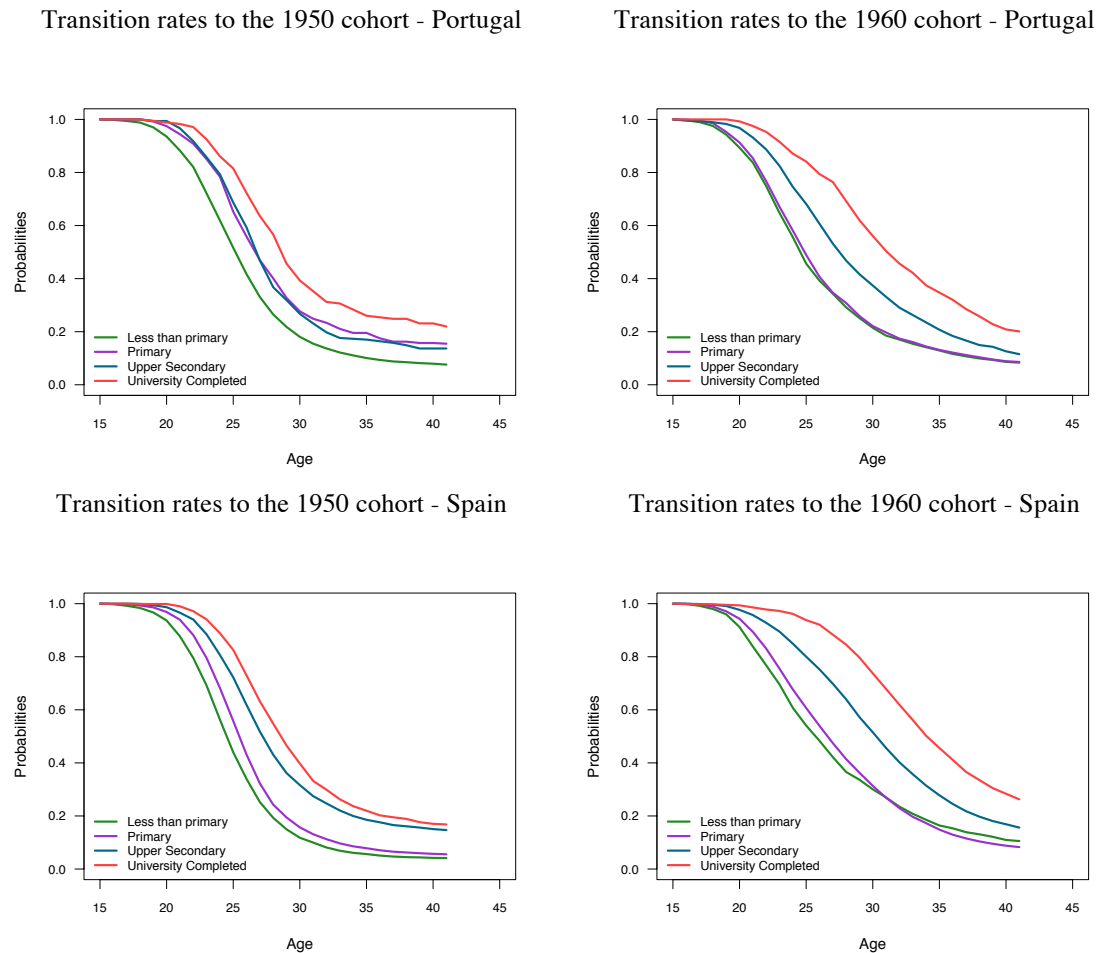 Transition rates to the 1950 cohort - Portugal
Probabilities
1.0
0.8
0.6
0.4
0.2
0.0
Less than primary
Primary
Upper Secondary
University Completed
15 20 25 30 35 40 45
Age
Transition rates to the 1960 cohort - Portugal
Probabilities
1.0
0.8
0.6
0.4
0.2
0.0
Less than primary
Primary
Upper Secondary
University Completed
15 20 25 30 35 40 45
Age
Transition rates to the 1950 cohort - Spain
Probabilities
1.0
0.8
0.6
0.4
0.2
0.0
Less than primary
Primary
Upper Secondary
University Completed
15 20 25 30 35 40 45
Age
Transition rates to the 1960 cohort - Spain
Probabilities
1.0
0.8
0.6
0.4
0.2
0.0
Less than primary
Primary
Upper Secondary
University Completed
15 20 25 30 35 40 45
Age